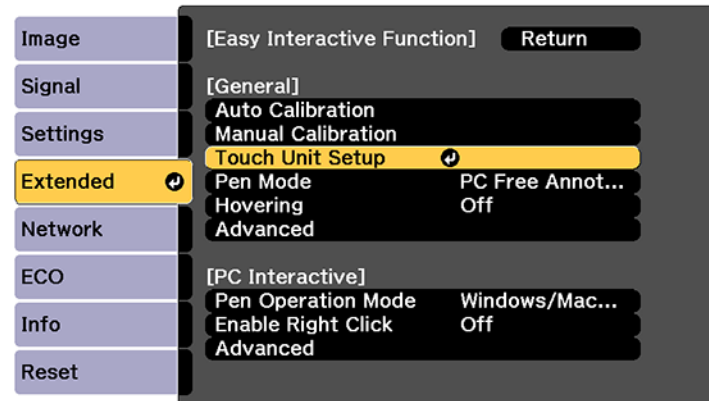 Image
Signal
Settings
Extended
Network
ECO
Info
Reset
[Easy Interactive Function] Return
[General]
Auto Calibration
Manual Calibration
Touch Unit Setup
Pen Mode PC Free Annot...
Hovering Off
Advanced
[PC Interactive]
Pen Operation Mode Windows/Mac...
Enable Right Click Off
Advanced